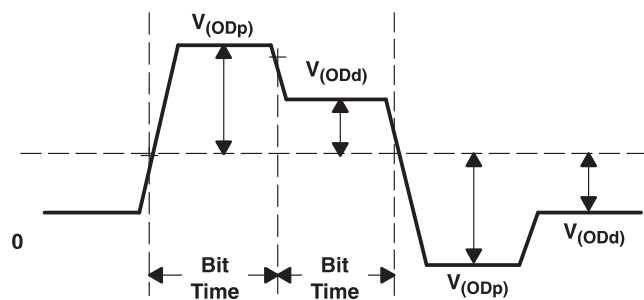 V(ODp)
V(ODd)
0
V(ODd)
V(ODp)
Bit
Time
Bit
Time